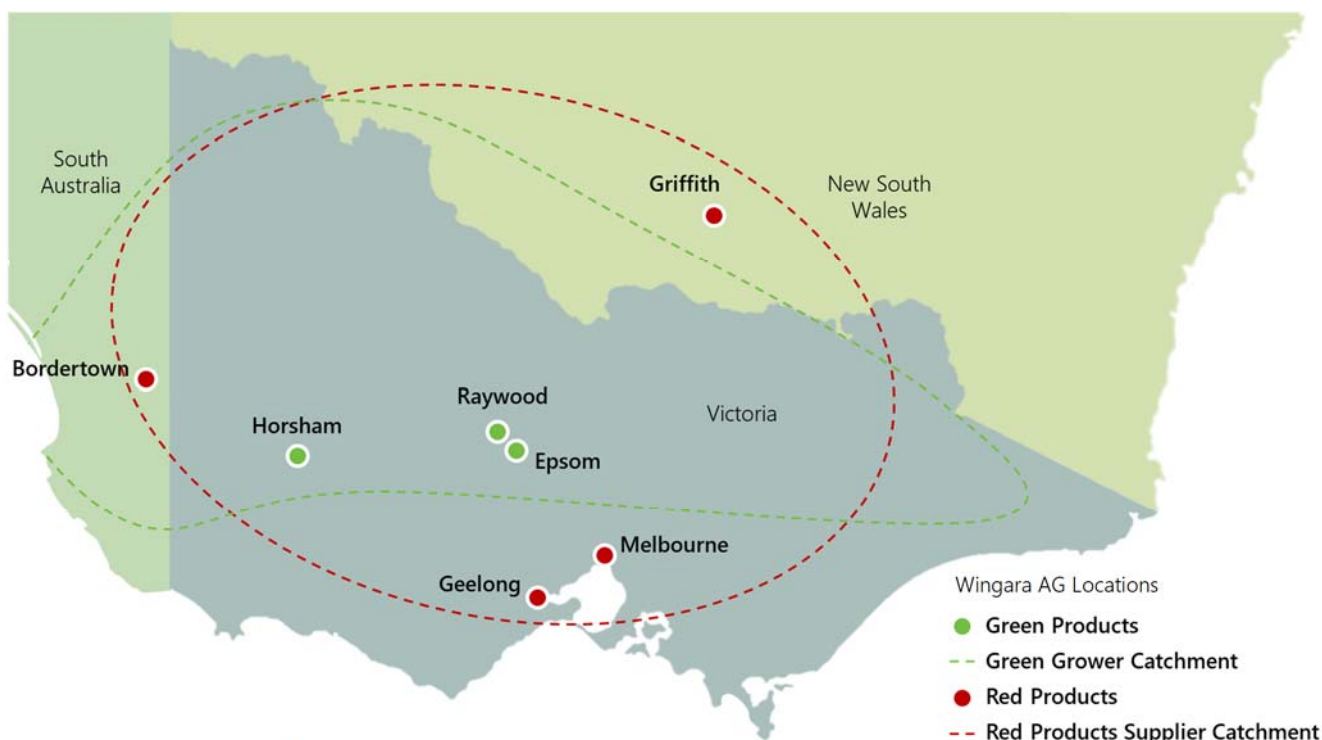 South
Australia
Griffith
New South
Wales
Bordertown
Horsham
Raywood
Epsom
Victoria
Melbourne
Geelong
Wingara AG Locations
Green Products
Green Grower Catchment
Red Products
Red Products Supplier Catchment